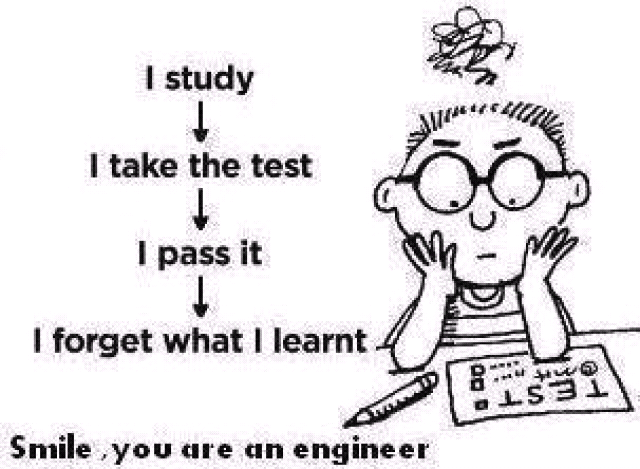 I study
I take the test
I pass it
I forget what I learnt
TEST
Smile ,you are an engineer